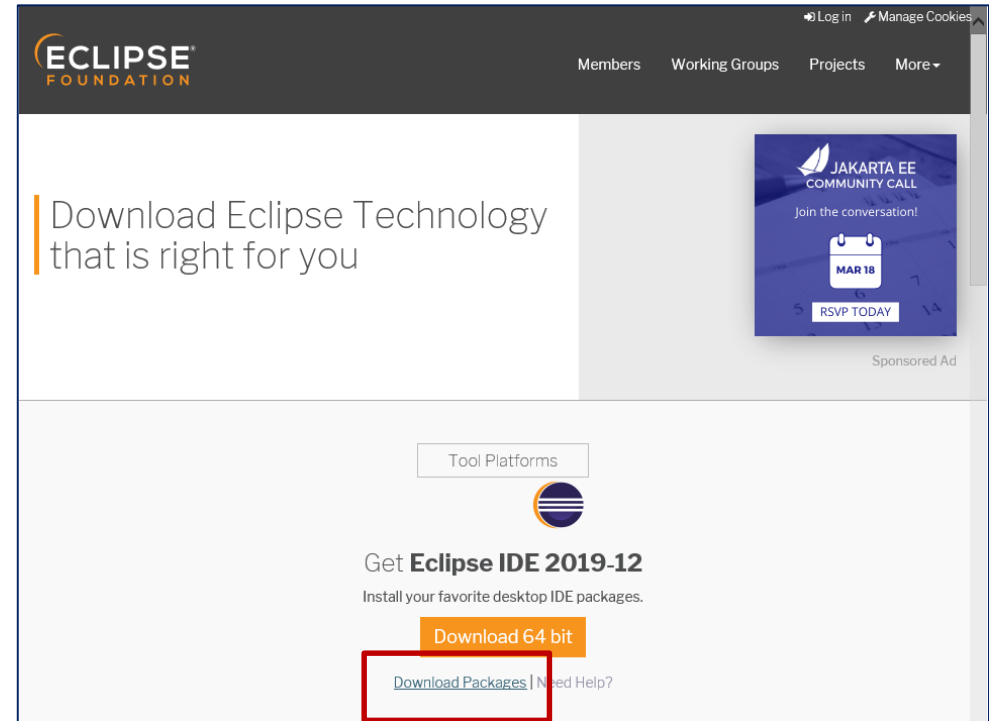 Log in Manage Cookies
ECLIPSE®
FOUNDATION
Members Working Groups Projects More
Download Eclipse Technology
that is right for you
JAKARTA EE
COMMUNITY CALL
Join the conversation!
MAR 18
RSVP TODAY
Sponsored Ad
Tool Platforms
Get Eclipse IDE 2019-12
Install your favorite desktop IDE packages.
Download 64 bit
Download Packages | Need Help?